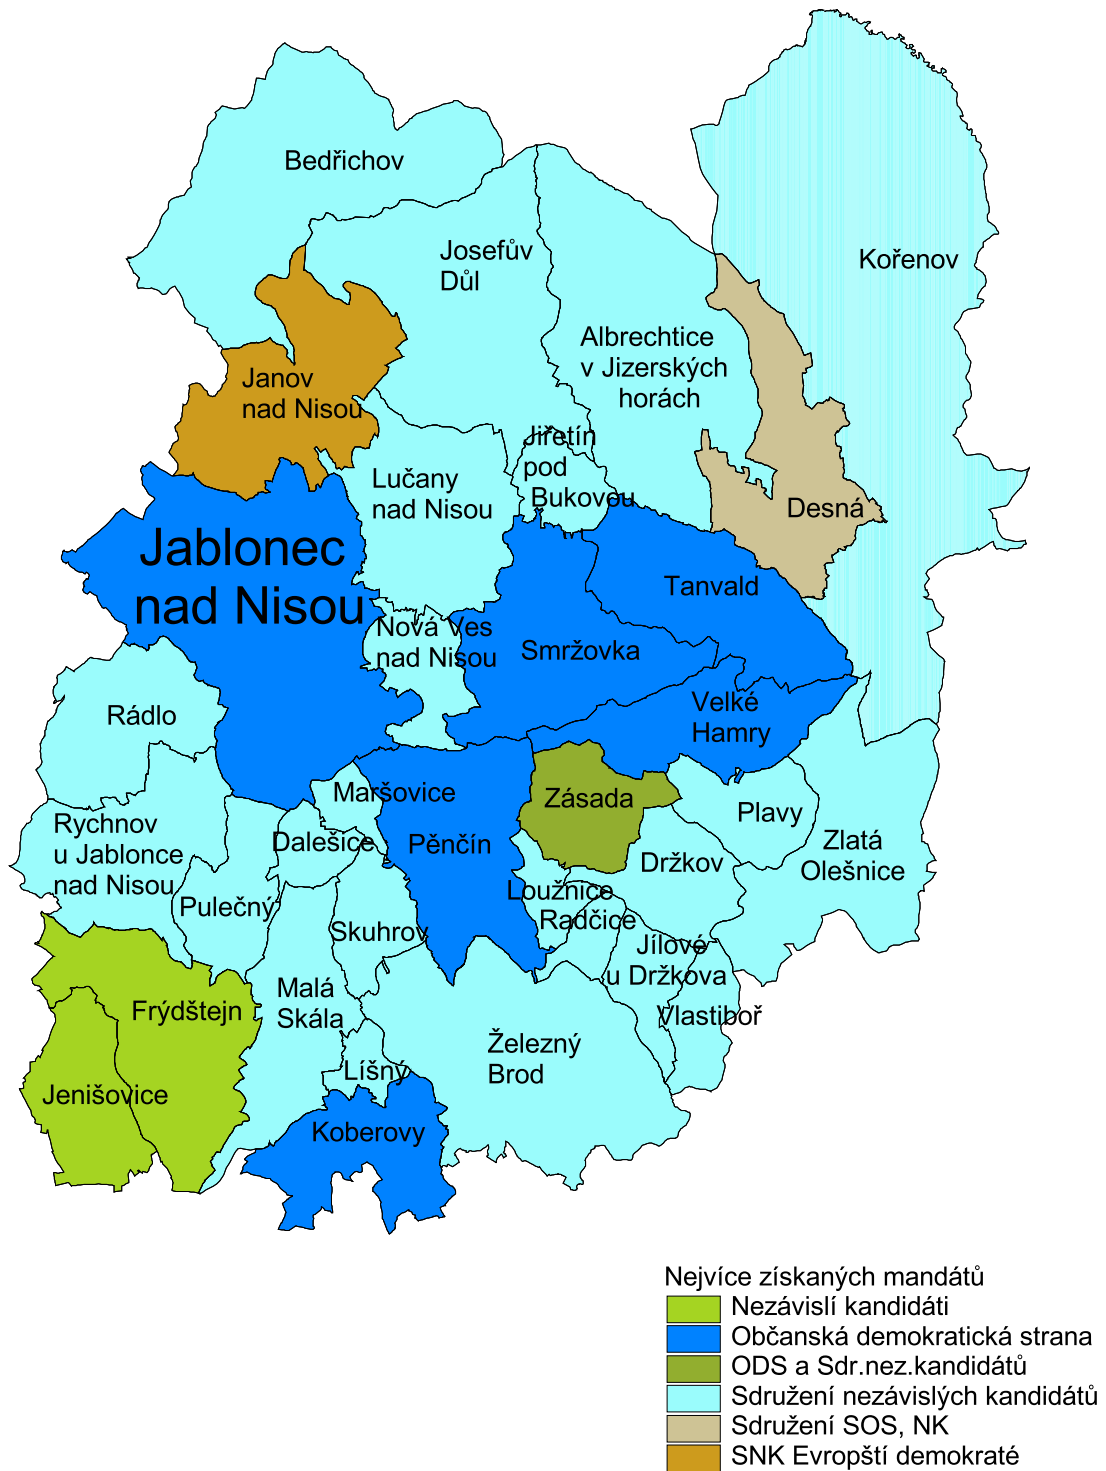 Bedřichov
Josefův
Důl
Kořenov
Albrechtice
v Jizerských
horách
Janov
nad Nisou
Jiřetín
pod
Bukovou
Lučany
nad Nisou
Desná
Jablonec
nad Nisou
Tanvald
Nová Ves
nad Nisou
Smržovka
Velké
Hamry
Rádlo
Maršovice
Zásada
Plavy
Rychnov
u Jablonce
nad Nisou
Dalešice
Pěnčín
Zlatá
Olešnice
Držkov
Loužnice
Pulečný
Radčice
Skuhrov
Jílové
u Držkova
Malá
Skála
Frýdštejn
Vlastiboř
Železný
Brod
Líšný
Jenišovice
Koberovy
Nejvíce získaných mandátů
Nezávislí kandidáti
Občanská demokratická strana
ODS a Sdr.nez.kandidátů
Sdružení nezávislých kandidátů
Sdružení SOS, NK
SNK Evropští demokraté